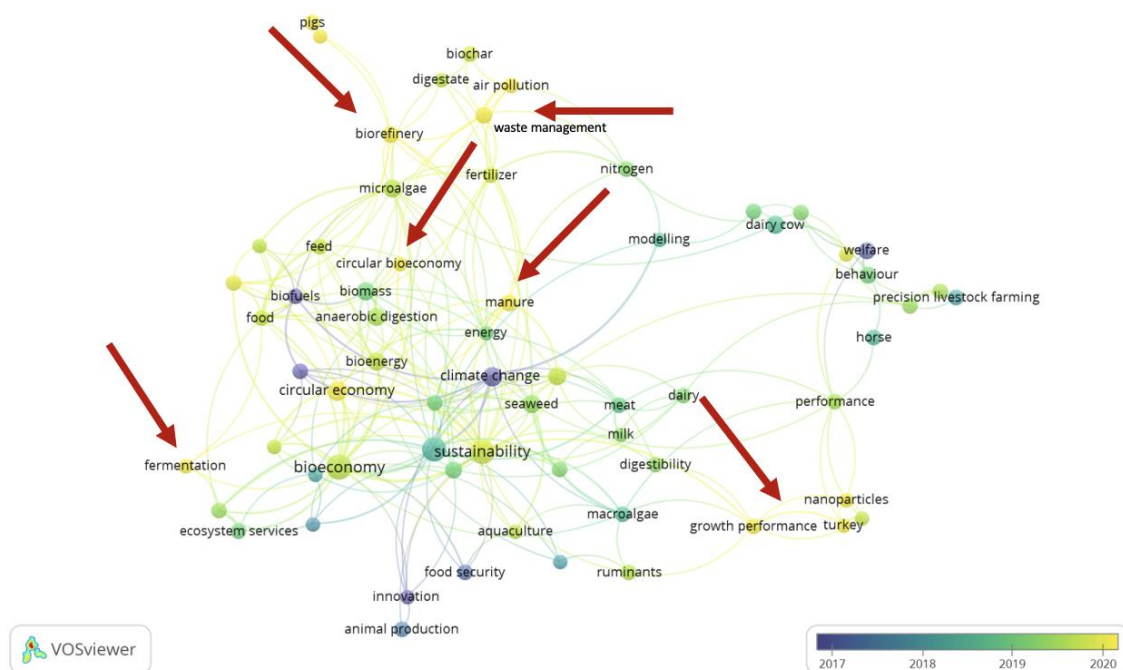 pigs
biochar
digestate
air pollution
waste management
biorefinery
fertilizer
nitrogen
microalgae
dairy cow
modelling
feed
welfare
circular bioeconomy
behaviour
biofuels
biomass
precision livestock farming
manure
food
anaerobic digestion
energy
horse
bioenergy
climate change
circular economy
seaweed
meat
dairy
performance
milk
sustainability
fermentation
bioeconomy
digestibility
nanoparticles
macroalgae
growth performance
turkey
ecosystem services
aquaculture
food security
ruminants
innovation
animal production
VOSviewer
2017 2018 2019 2020